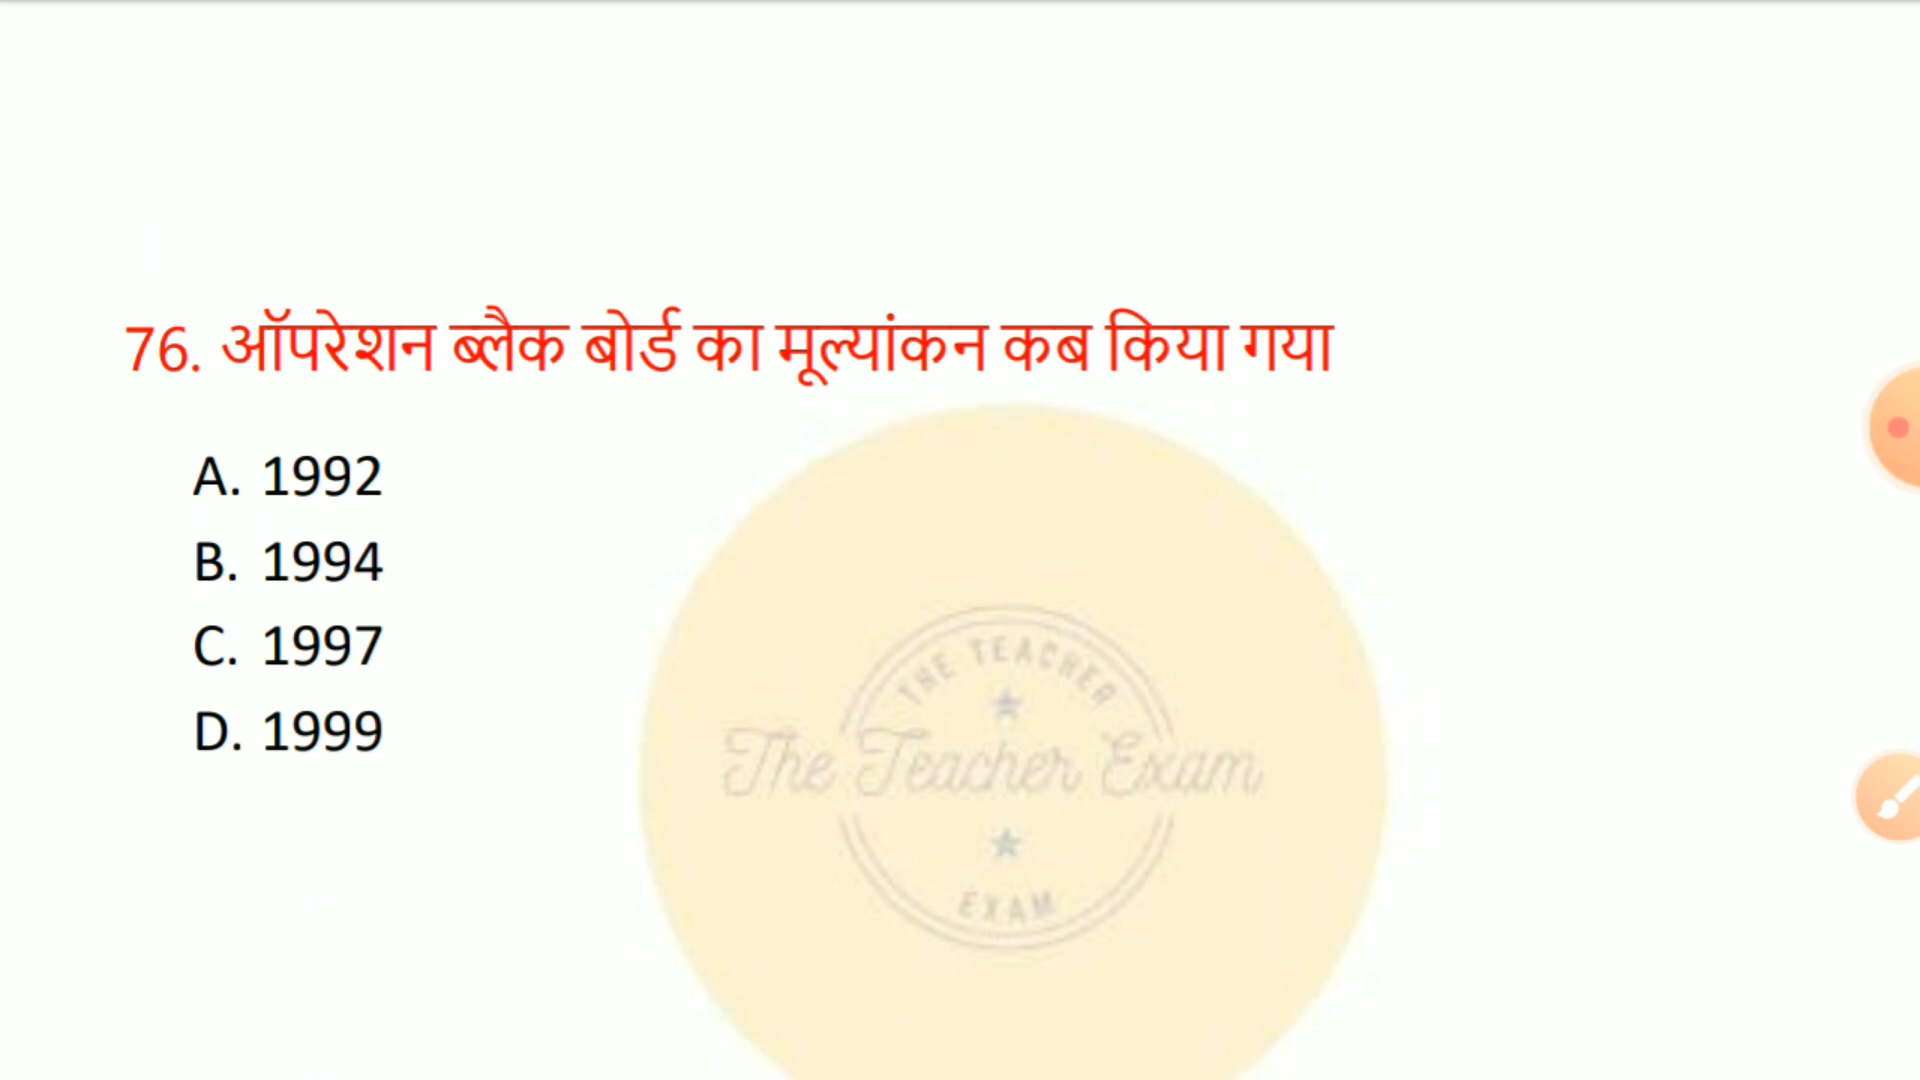 76. ऑपरेशन ब्लैक बोर्ड का मूल्यांकन कब किया गया
A. 1992
B. 1994
C. 1997
D. 1999
THE TEACHER
The Teacher Exam
EXAM